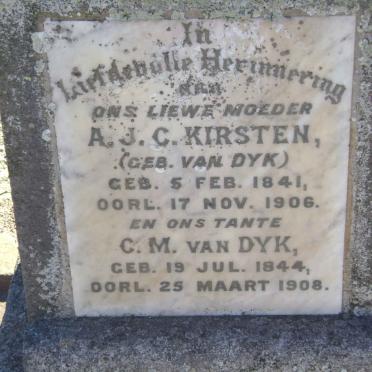 In
Liefdevolle Herinnering
aan
ONS LIEWE MOEDER
A. J. C. KIRSTEN,
(GEB. VAN DYK)
GEB. 5 FEB. 1841,
OORL. 17 NOV. 1906.
EN ONS TANTE
C. M. VAN DYK,
GEB. 19 JUL. 1844,
OORL. 25 MAART 1908.